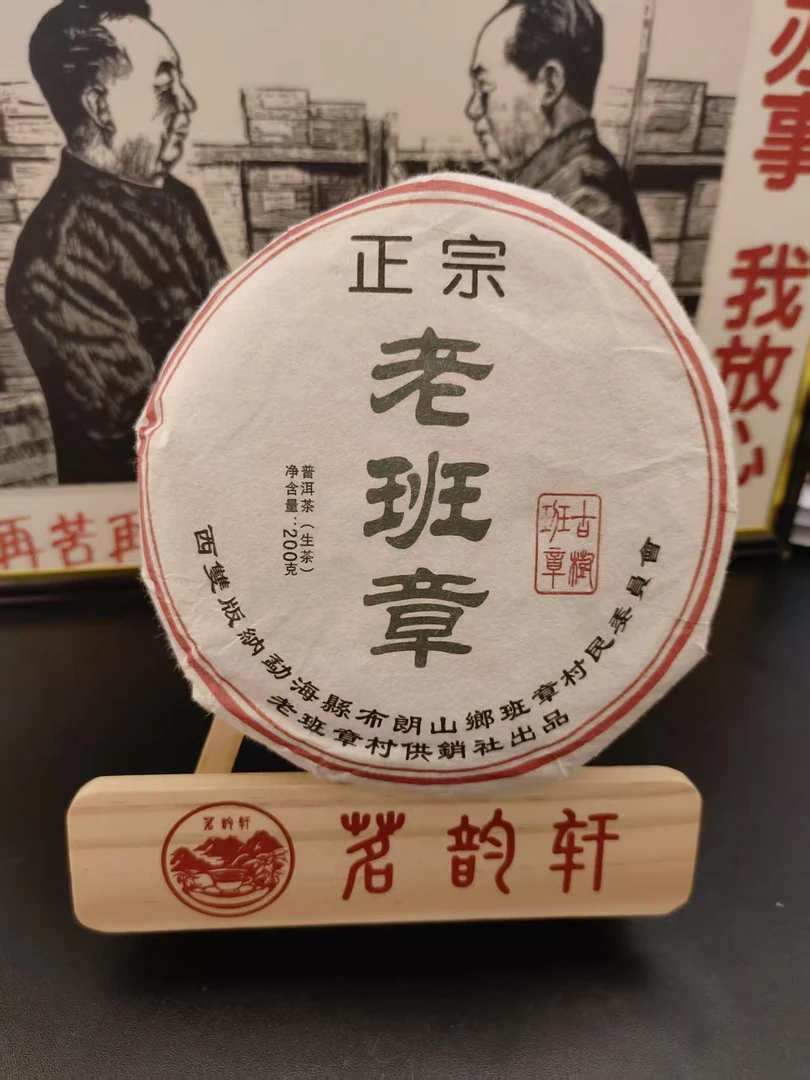 办事
我放心
再苦再
正宗
老班章
普洱茶（生茶）
净含量：200克
古樹
班章
西雙版納勐海縣布朗山鄉班章村民委員會
老班章村供銷社出品
茗韵轩
茗韵轩